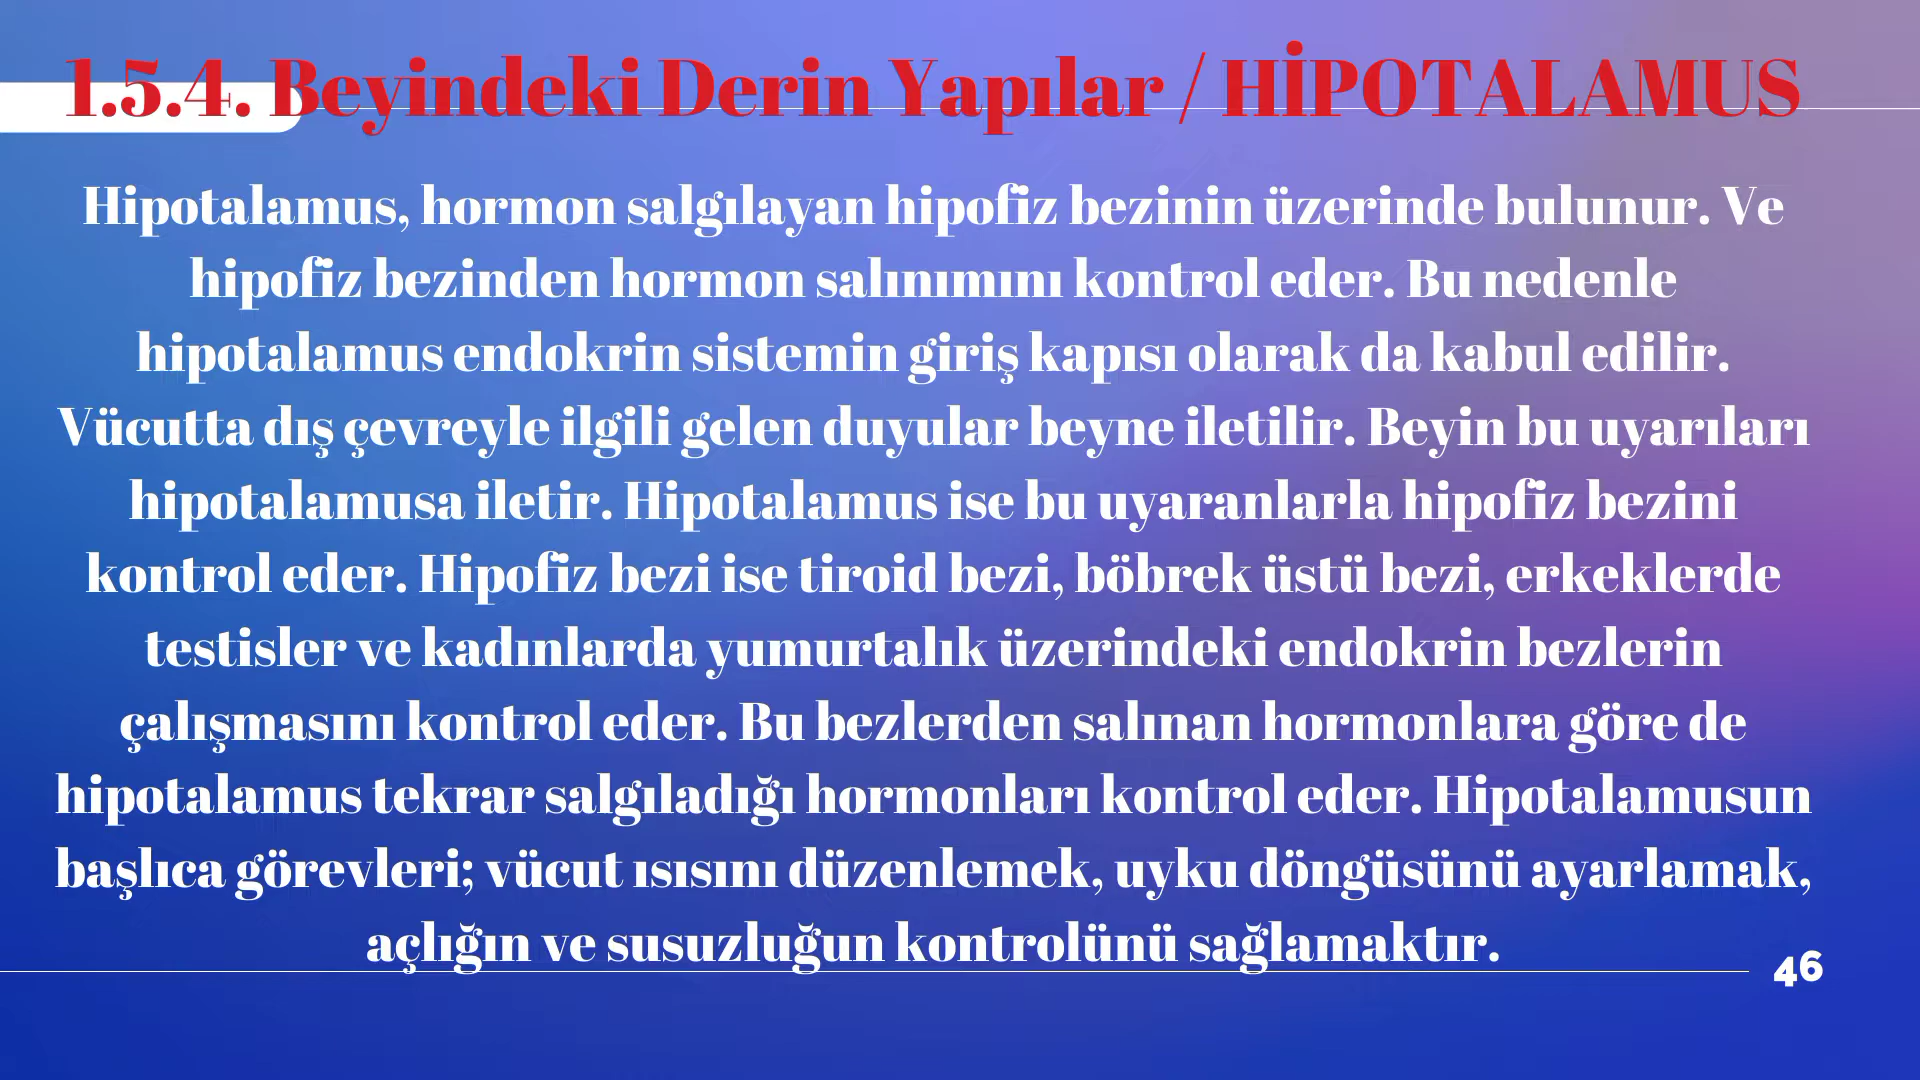 1.5.4. Beyindeki Derin Yapılar / HİPOTALAMUS
Hipotalamus, hormon salgılayan hipofiz bezinin üzerinde bulunur. Ve
hipofiz bezinden hormon salınımını kontrol eder. Bu nedenle
hipotalamus endokrin sistemin giriş kapısı olarak da kabul edilir.
Vücutta dış çevreyle ilgili gelen duyular beyne iletilir. Beyin bu uyarıları
hipotalamusa iletir. Hipotalamus ise bu uyaranlarla hipofiz bezini
kontrol eder. Hipofiz bezi ise tiroid bezi, böbrek üstü bezi, erkeklerde
testisler ve kadınlarda yumurtalık üzerindeki endokrin bezlerin
çalışmasını kontrol eder. Bu bezlerden salınan hormonlara göre de
hipotalamus tekrar salgıladığı hormonları kontrol eder. Hipotalamusun
başlıca görevleri; vücut ısısını düzenlemek, uyku döngüsünü ayarlamak,
açlığın ve susuzluğun kontrolünü sağlamaktır.
46